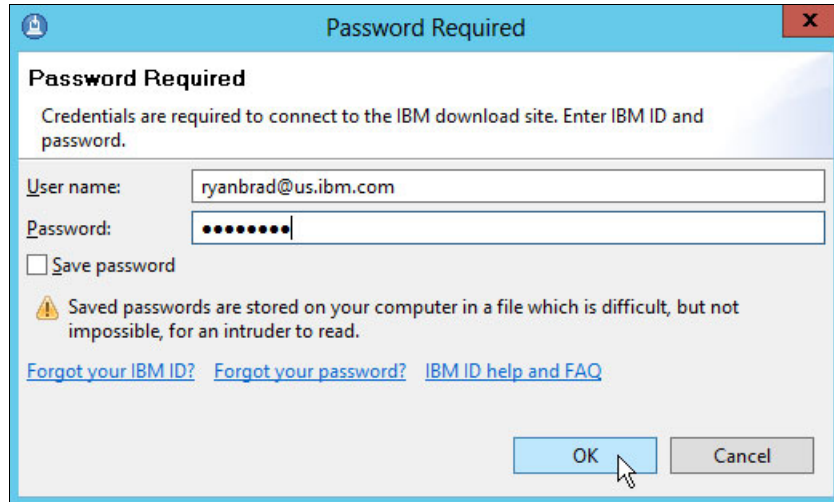 Password Required
x
Password Required
Credentials are required to connect to the IBM download site. Enter IBM ID and
password.
User name:
ryanbrad@us.ibm.com
Password:
••••••••
Save password
Saved passwords are stored on your computer in a file which is difficult, but not
impossible, for an intruder to read.
Forgot your IBM ID? Forgot your password? IBM ID help and FAQ
OK Cancel